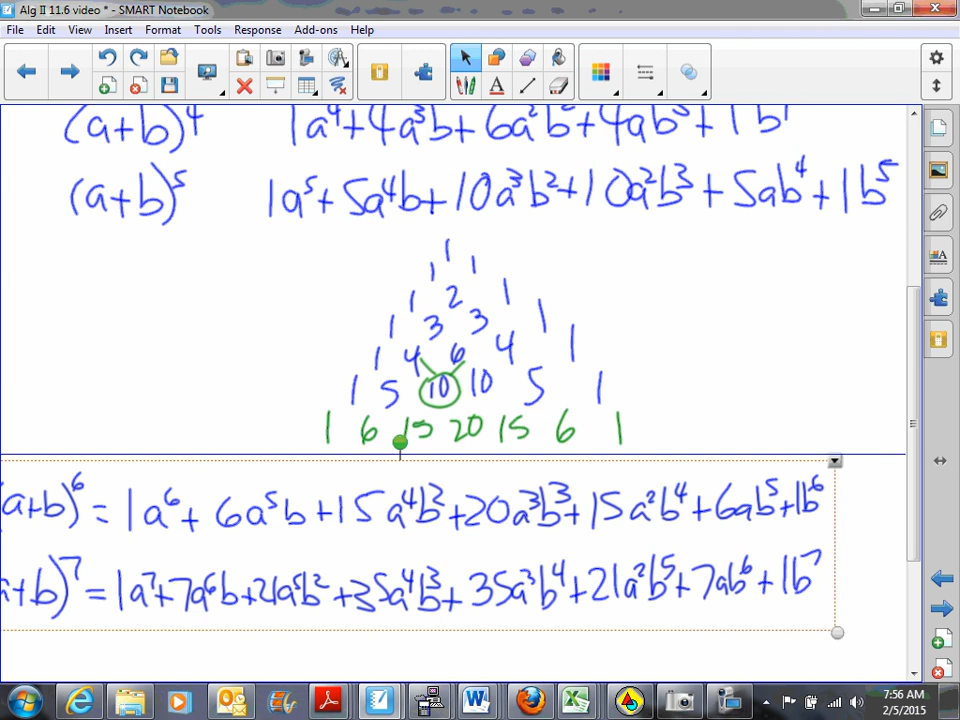 Alg II 11.6 video * - SMART Notebook
File Edit View Insert Format Tools Response Add-ons Help
(a+b)⁴ 1a⁴+4a³b+6a²b²+4ab³+1b⁴
(a+b)⁵ 1a⁵+5a⁴b+10a³b²+10a²b³+5ab⁴+1b⁵
1
1 1
1 2 1
1 3 3 1
1 4 6 4 1
1 5 10 10 5 1
1 6 15 20 15 6 1
a+b)⁶ = 1a⁶+6a⁵b+15a⁴b²+20a³b³+15a²b⁴+6ab⁵+1b⁶
a+b)⁷ = 1a⁷+7a⁶b+21a⁵b²+35a⁴b³+35a³b⁴+21a²b⁵+7ab⁶+1b⁷
7:56 AM
2/5/2015